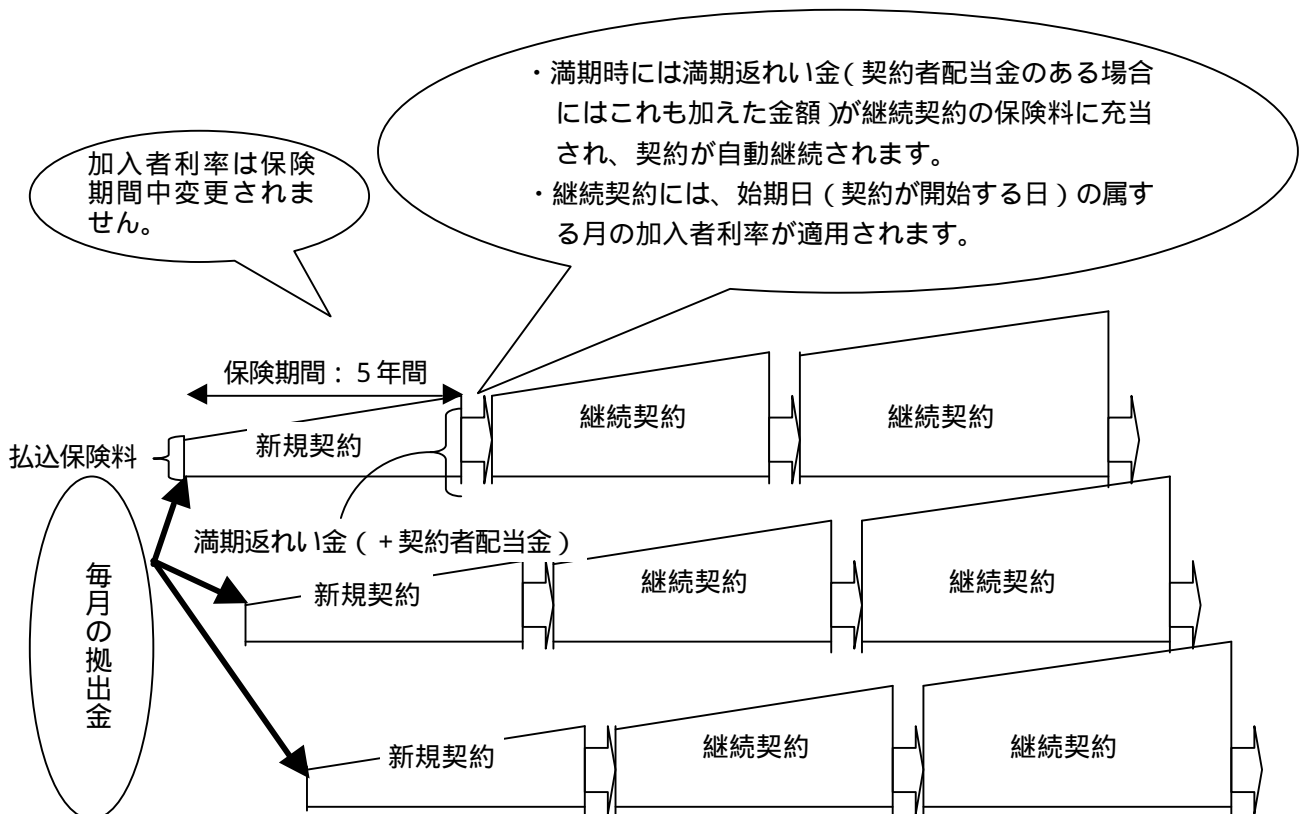 ・満期時には満期返れい金(契約者配当金のある場合
にはこれも加えた金額)が継続契約の保険料に充当
され、契約が自動継続されます。
・継続契約には、始期日(契約が開始する日)の属す
る月の加入者利率が適用されます。
加入者利率は保険
期間中変更されま
せん。
保険期間:5年間
払込保険料
新規契約
継続契約
継続契約
満期返れい金(+契約者配当金)
毎月の拠出金
新規契約
継続契約
継続契約
新規契約
継続契約
継続契約